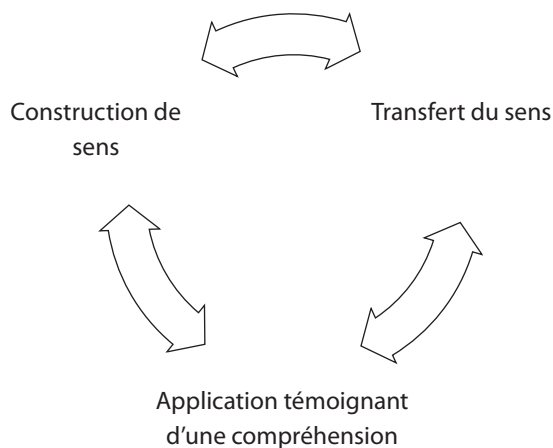 Construction de
sens
Transfert du sens
Application témoignant
d'une compréhension